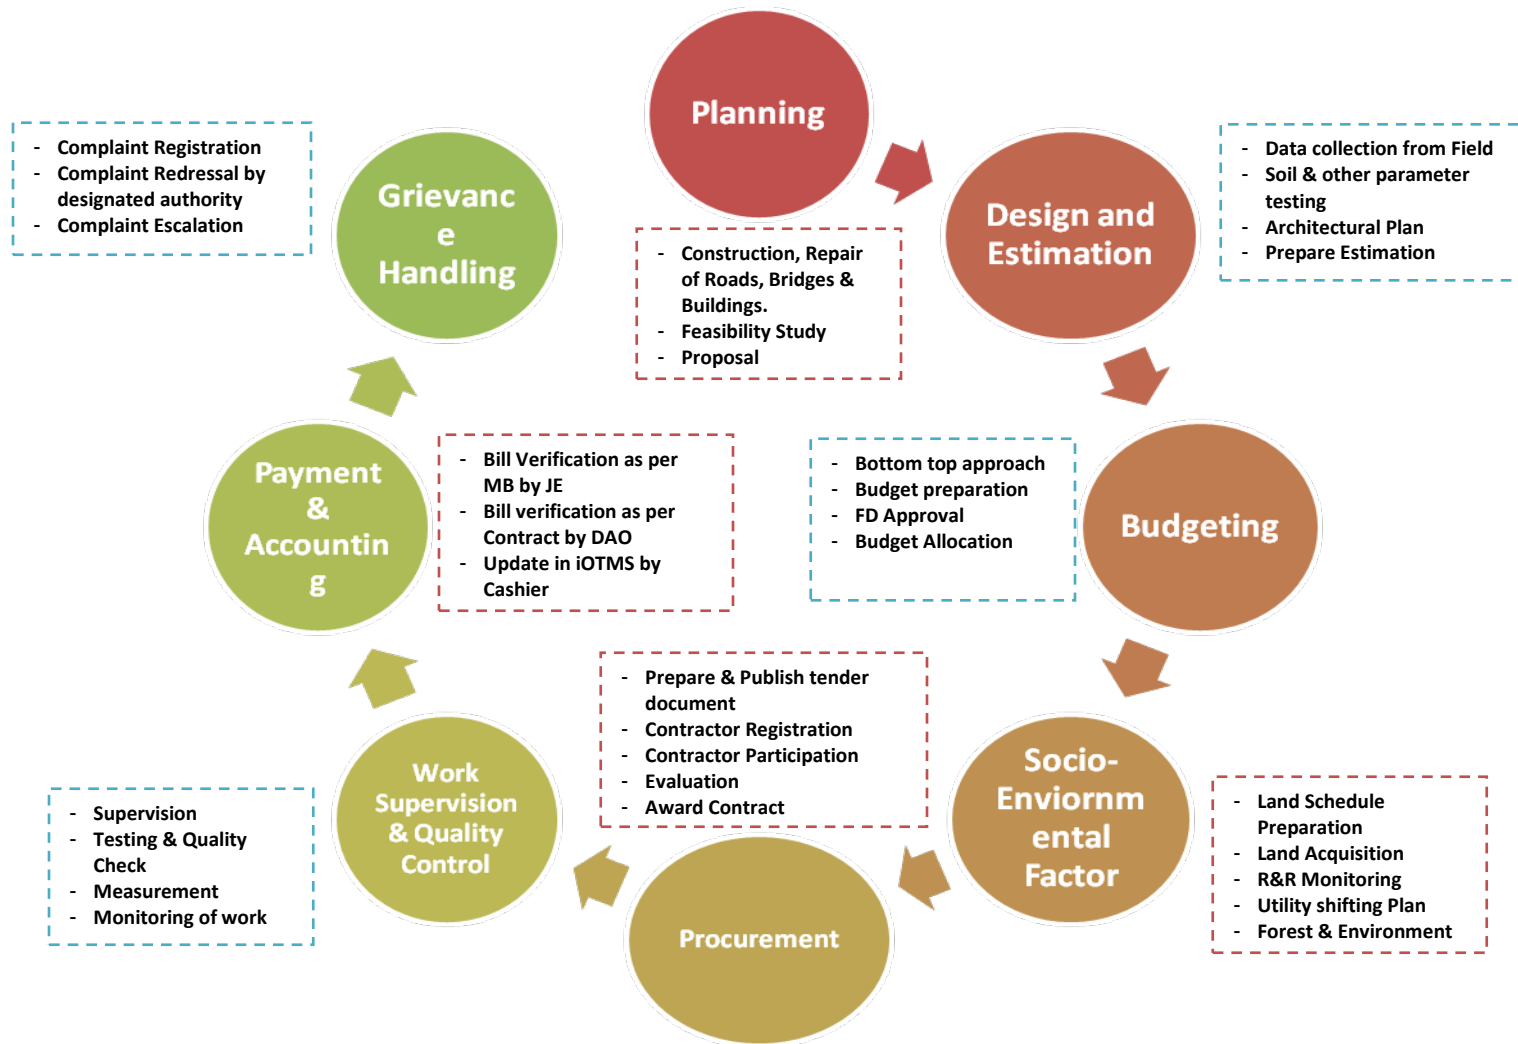 Planning
- Construction, Repair
of Roads, Bridges &
Buildings.
- Feasibility Study
- Proposal
Design and
Estimation
- Data collection from Field
- Soil & other parameter
testing
- Architectural Plan
- Prepare Estimation
Budgeting
- Bottom top approach
- Budget preparation
- FD Approval
- Budget Allocation
Socio-
Enviornm
ental
Factor
- Land Schedule
Preparation
- Land Acquisition
- R&R Monitoring
- Utility shifting Plan
- Forest & Environment
Procurement
- Prepare & Publish tender
document
- Contractor Registration
- Contractor Participation
- Evaluation
- Award Contract
Work
Supervision
& Quality
Control
- Supervision
- Testing & Quality
Check
- Measurement
- Monitoring of work
Payment
&
Accountin
g
- Bill Verification as per
MB by JE
- Bill verification as per
Contract by DAO
- Update in iOTMS by
Cashier
Grievanc
e
Handling
- Complaint Registration
- Complaint Redressal by
designated authority
- Complaint Escalation